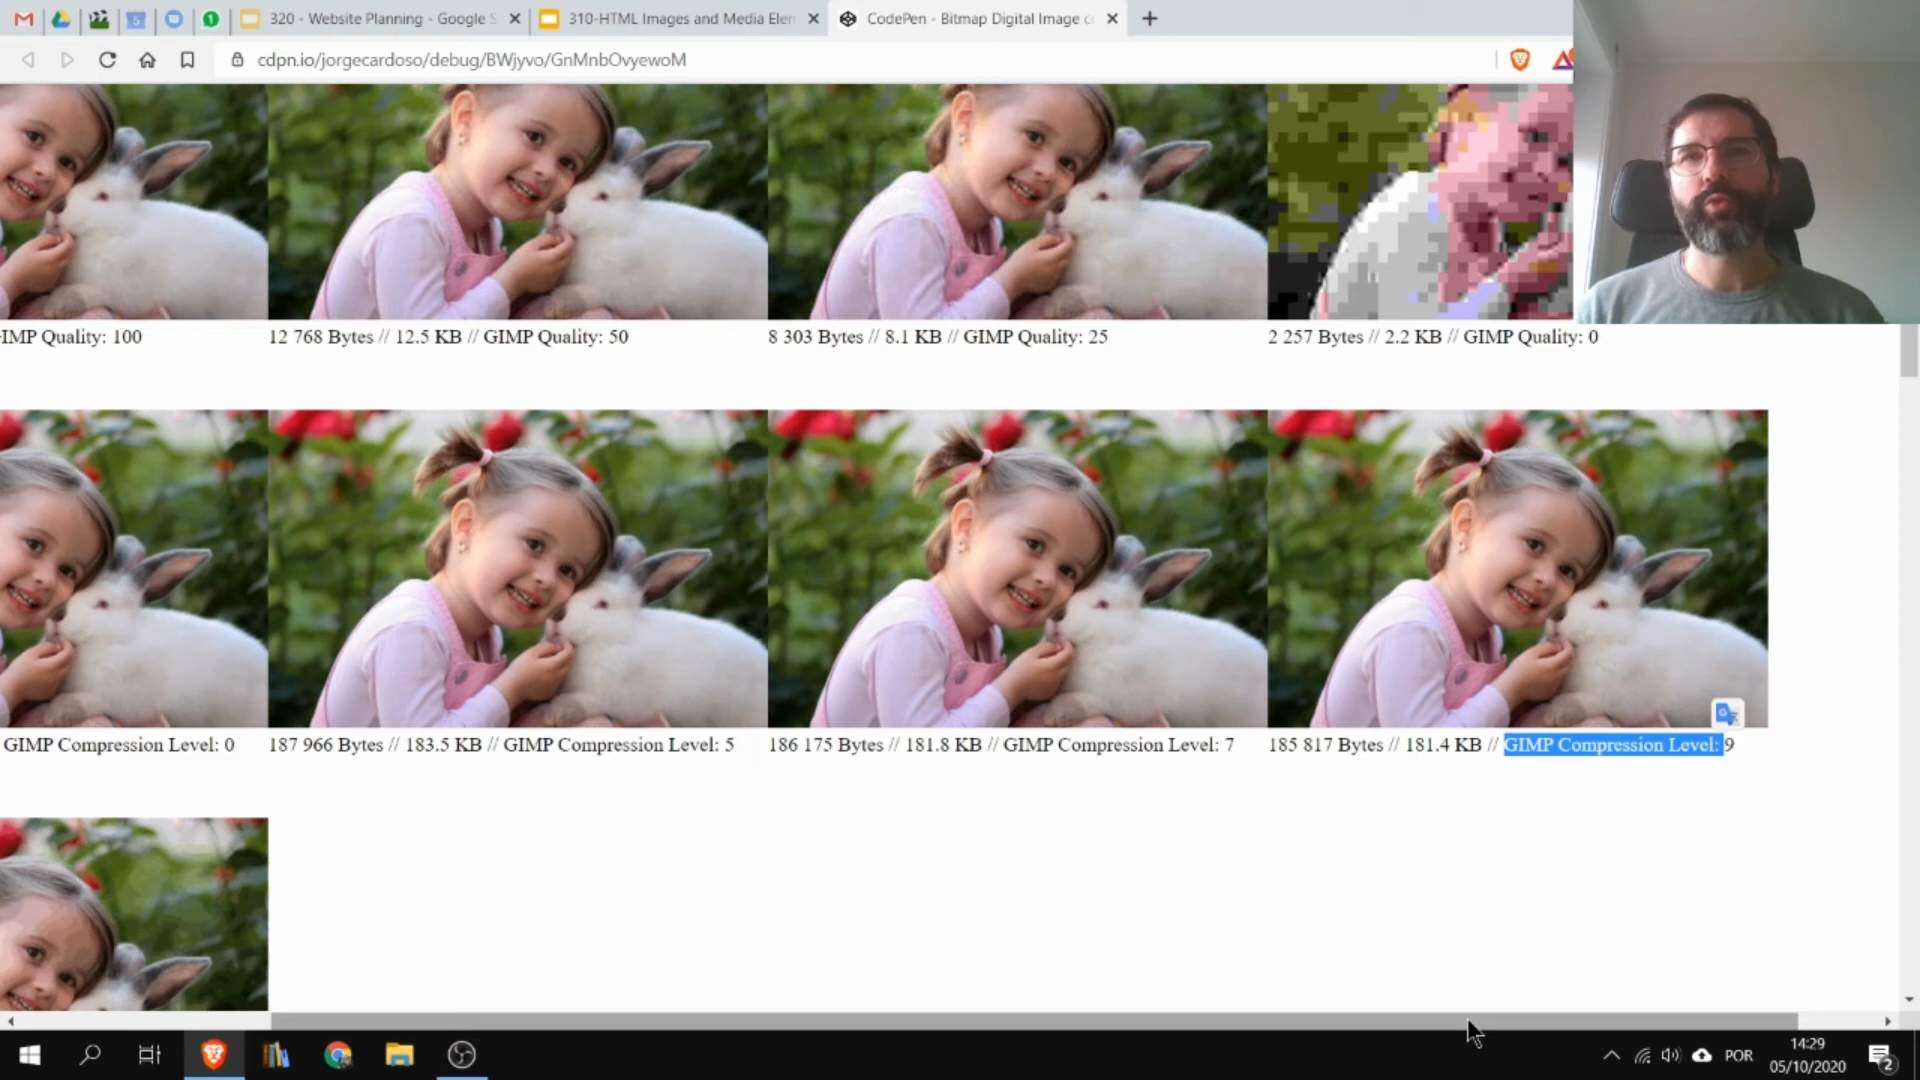 320 - Website Planning - Google S
310-HTML Images and Media Elem
CodePen - Bitmap Digital Image c
cdpn.io/jorgecardoso/debug/BWjyvo/GnMnbOvyewoM
IMP Quality: 100
12 768 Bytes // 12.5 KB // GIMP Quality: 50
8 303 Bytes // 8.1 KB // GIMP Quality: 25
2 257 Bytes // 2.2 KB // GIMP Quality: 0
GIMP Compression Level: 0
187 966 Bytes // 183.5 KB // GIMP Compression Level: 5
186 175 Bytes // 181.8 KB // GIMP Compression Level: 7
185 817 Bytes // 181.4 KB // GIMP Compression Level: 9
POR
14:29
05/10/2020
2